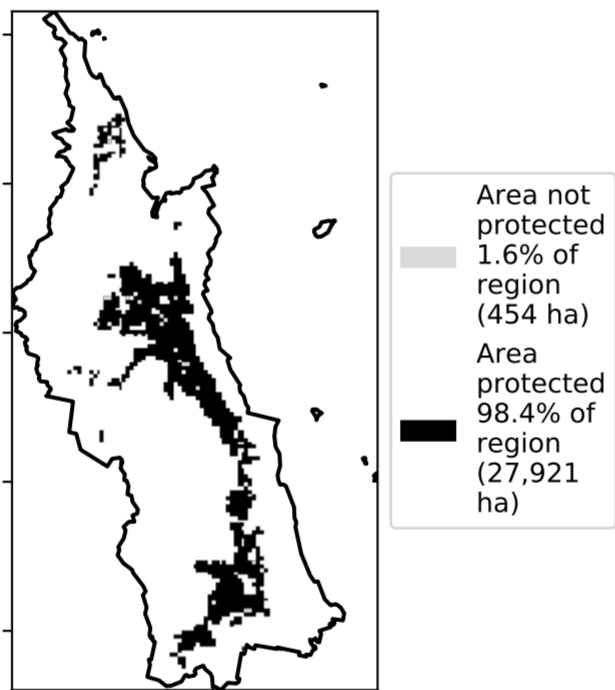 Area not
protected
1.6% of
region
(454 ha)
Area
protected
98.4% of
region
(27,921
ha)